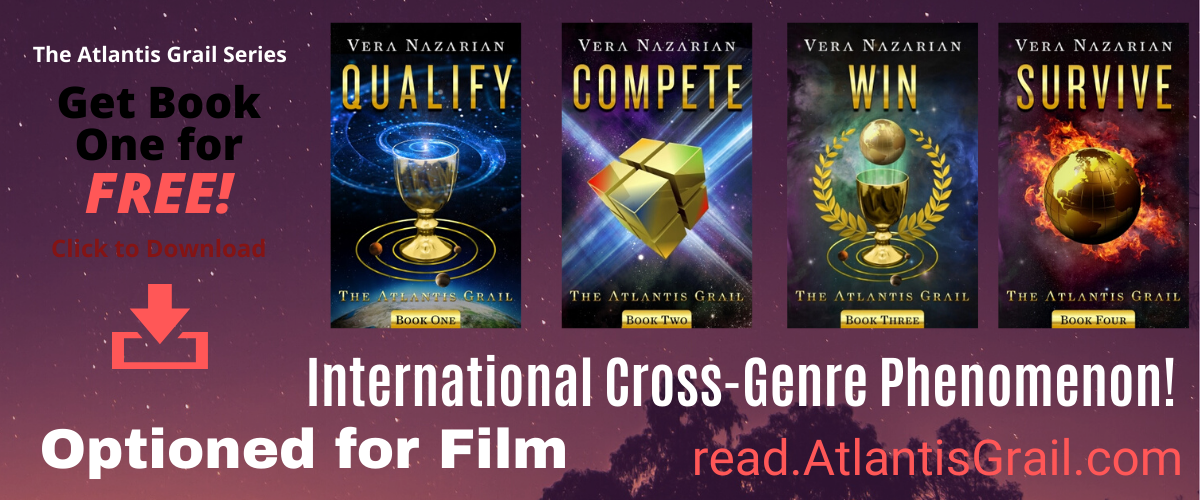 The Atlantis Grail Series
Get Book
One for
FREE!
Click to Download
VERA NAZARIAN
QUALIFY
THE ATLANTIS GRAIL
BOOK ONE
VERA NAZARIAN
COMPETE
THE ATLANTIS GRAIL
BOOK TWO
VERA NAZARIAN
WIN
THE ATLANTIS GRAIL
BOOK THREE
VERA NAZARIAN
SURVIVE
THE ATLANTIS GRAIL
BOOK FOUR
International Cross-Genre Phenomenon!
Optioned for Film
read.AtlantisGrail.com